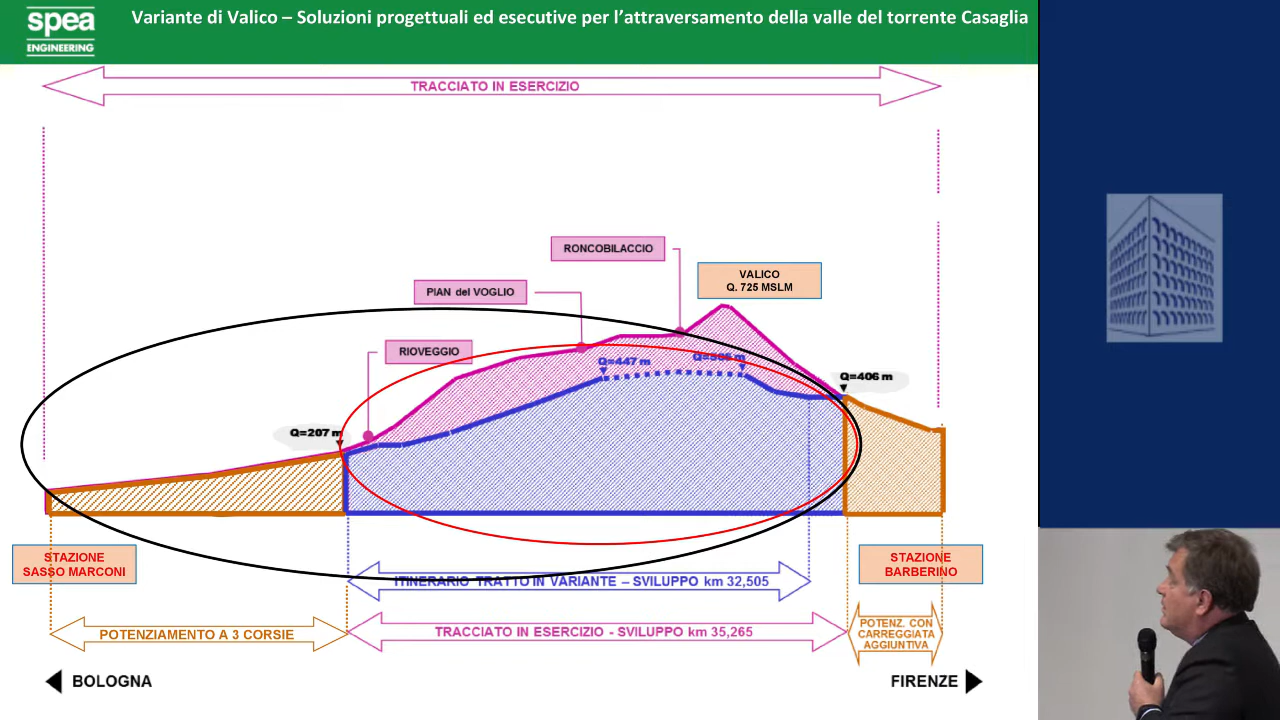 spea
ENGINEERING
Variante di Valico – Soluzioni progettuali ed esecutive per l’attraversamento della valle del torrente Casaglia
TRACCIATO IN ESERCIZIO
RONCOBILACCIO
VALICO
Q. 725 MSLM
PIAN del VOGLIO
RIOVEGGIO
Q=447 m
Q=406 m
Q=207 m
STAZIONE
SASSO MARCONI
STAZIONE
BARBERINO
ITINERARIO TRATTO IN VARIANTE – SVILUPPO km 32,505
POTENZIAMENTO A 3 CORSIE
TRACCIATO IN ESERCIZIO - SVILUPPO km 35,265
POTENZ. CON
CARREGGIATA
AGGIUNTIVA
BOLOGNA
FIRENZE